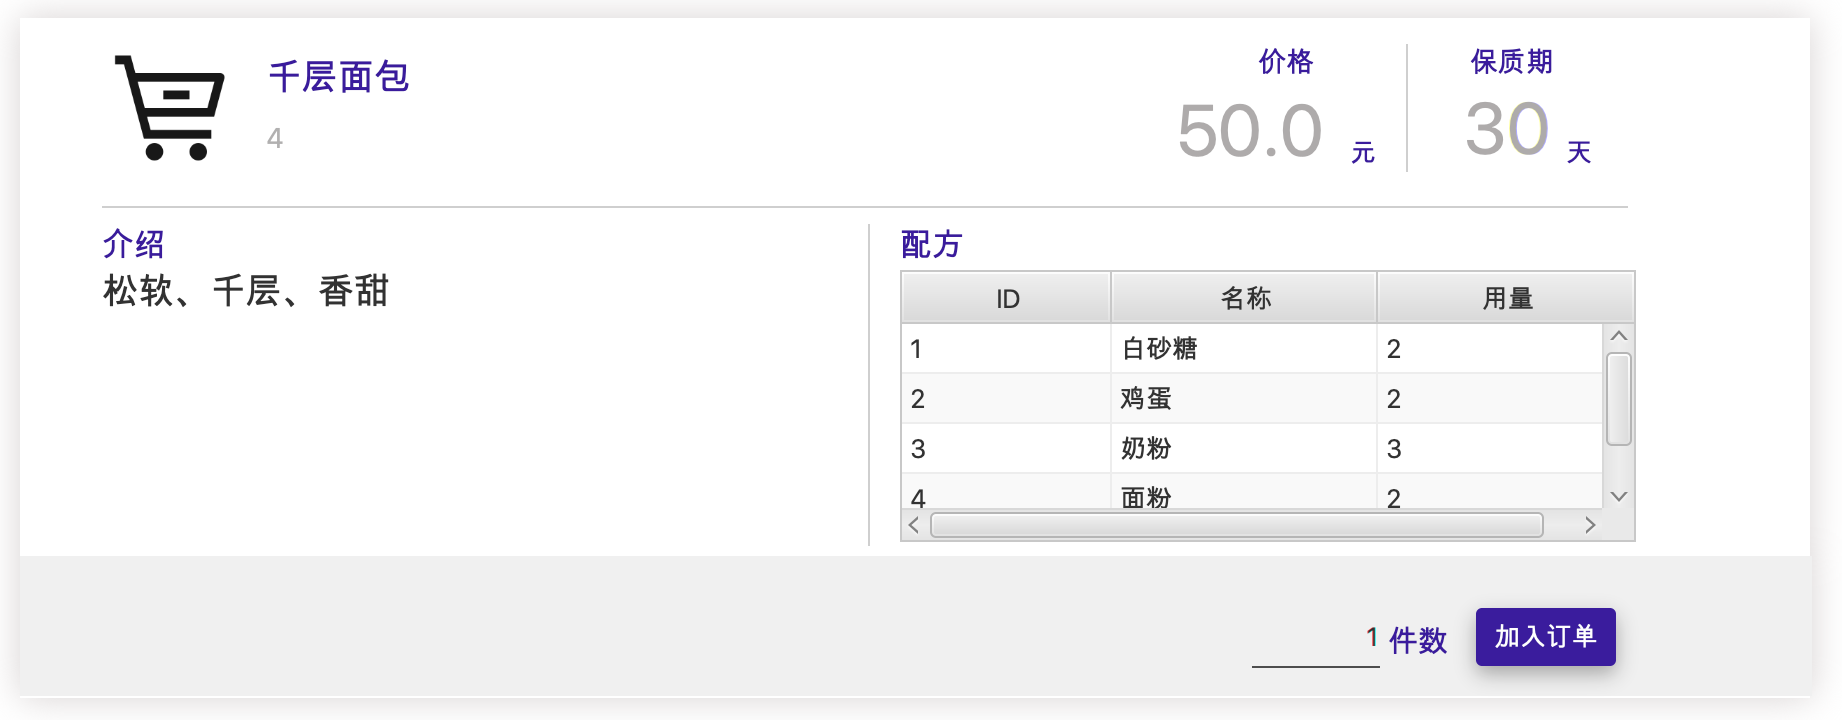 千层面包
4
价格
50.0 元
保质期
30 天
介绍
松软、千层、香甜
配方
ID 名称 用量
1 白砂糖 2
2 鸡蛋 2
3 奶粉 3
4 面粉 2
1 件数 加入订单